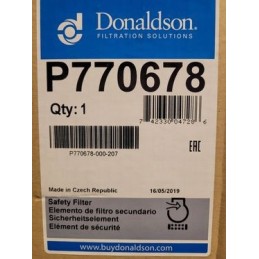 Donaldson®
FILTRATION SOLUTIONS
P770678
Qty: 1
P770678-000-207
EAC
Made in Czech Republic 16/05/2019
Safety Filter
Elemento de filtro secundario
Sicherheitselement
Elément de sécurité
www.buydonaldson.com